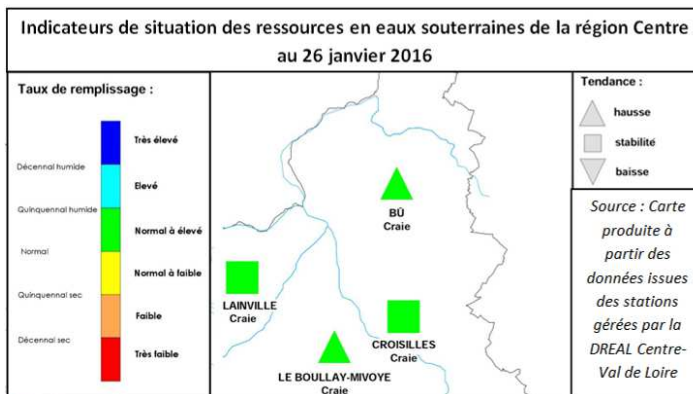 Indicateurs de situation des ressources en eaux souterraines de la région Centre
au 26 janvier 2016
Taux de remplissage :
Très élevé
Décennal humide
Elevé
Quinquennal humide
Normal à élevé
Normal
Normal à faible
Quinquennal sec
Faible
Décennal sec
Très faible
BÛ
Craie
LAINVILLE
Craie
CROISILLES
Craie
LE BOULLAY-MIVOYE
Craie
Tendance :
hausse
stabilité
baisse
Source : Carte
produite à
partir des
données issues
des stations
gérées par la
DREAL Centre-
Val de Loire